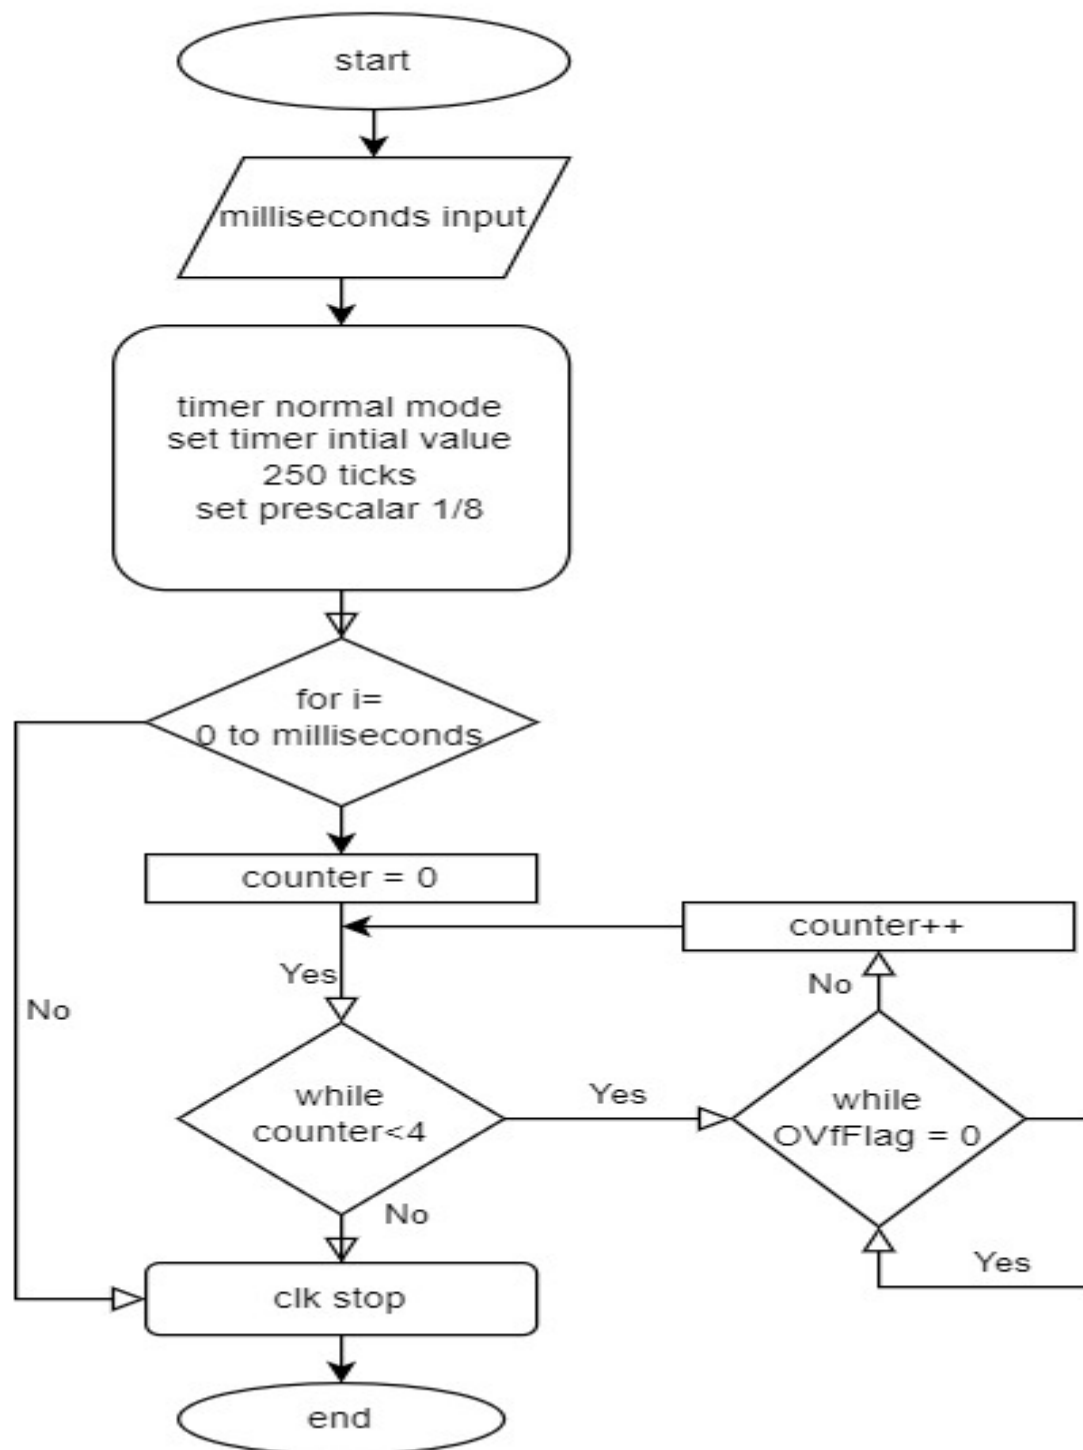 start
milliseconds input
timer normal mode
set timer intial value
250 ticks
set prescalar 1/8
for i=
0 to milliseconds
counter = 0
counter++
Yes
No
No
while
counter<4
Yes
while
OVfFlag = 0
No
Yes
clk stop
end